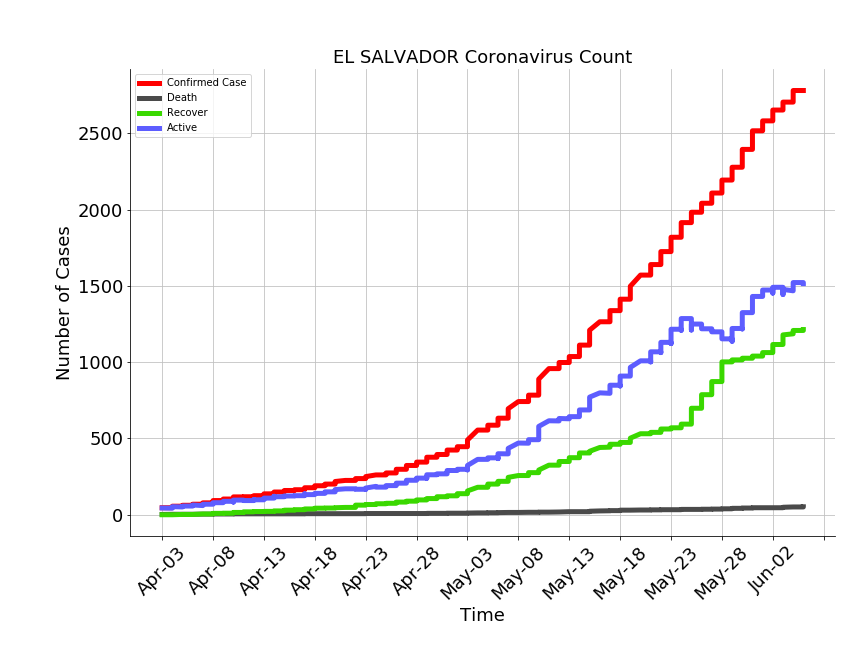 EL SALVADOR Coronavirus Count
Confirmed Case
Death
Recover
Active
Number of Cases
2500
2000
1500
1000
500
0
Apr-03
Apr-08
Apr-13
Apr-18
Apr-23
Apr-28
May-03
May-08
May-13
May-18
May-23
May-28
Jun-02
Time